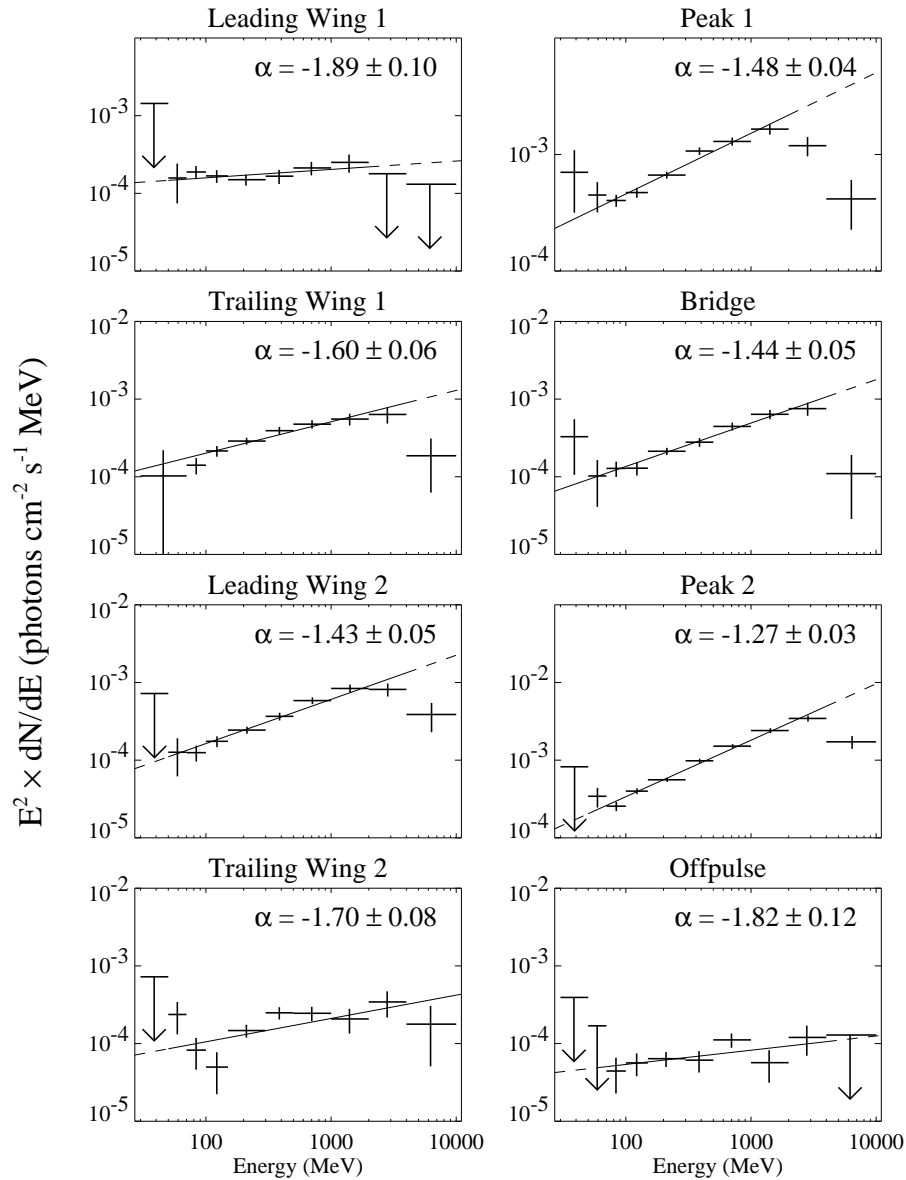 Leading Wing 1
Peak 1
α = -1.89 ± 0.10
α = -1.48 ± 0.04
10⁻³
10⁻⁴
10⁻⁵
10⁻³
10⁻⁴
Trailing Wing 1
Bridge
α = -1.60 ± 0.06
α = -1.44 ± 0.05
10⁻²
10⁻³
10⁻⁴
10⁻⁵
10⁻²
10⁻³
10⁻⁴
10⁻⁵
Leading Wing 2
Peak 2
α = -1.43 ± 0.05
α = -1.27 ± 0.03
10⁻²
10⁻³
10⁻⁴
10⁻⁵
10⁻²
10⁻³
10⁻⁴
Trailing Wing 2
Offpulse
α = -1.70 ± 0.08
α = -1.82 ± 0.12
10⁻²
10⁻³
10⁻⁴
10⁻⁵
10⁻²
10⁻³
10⁻⁴
10⁻⁵
100 1000 10000
100 1000 10000
Energy (MeV)
Energy (MeV)
E² × dN/dE (photons cm⁻² s⁻¹ MeV)